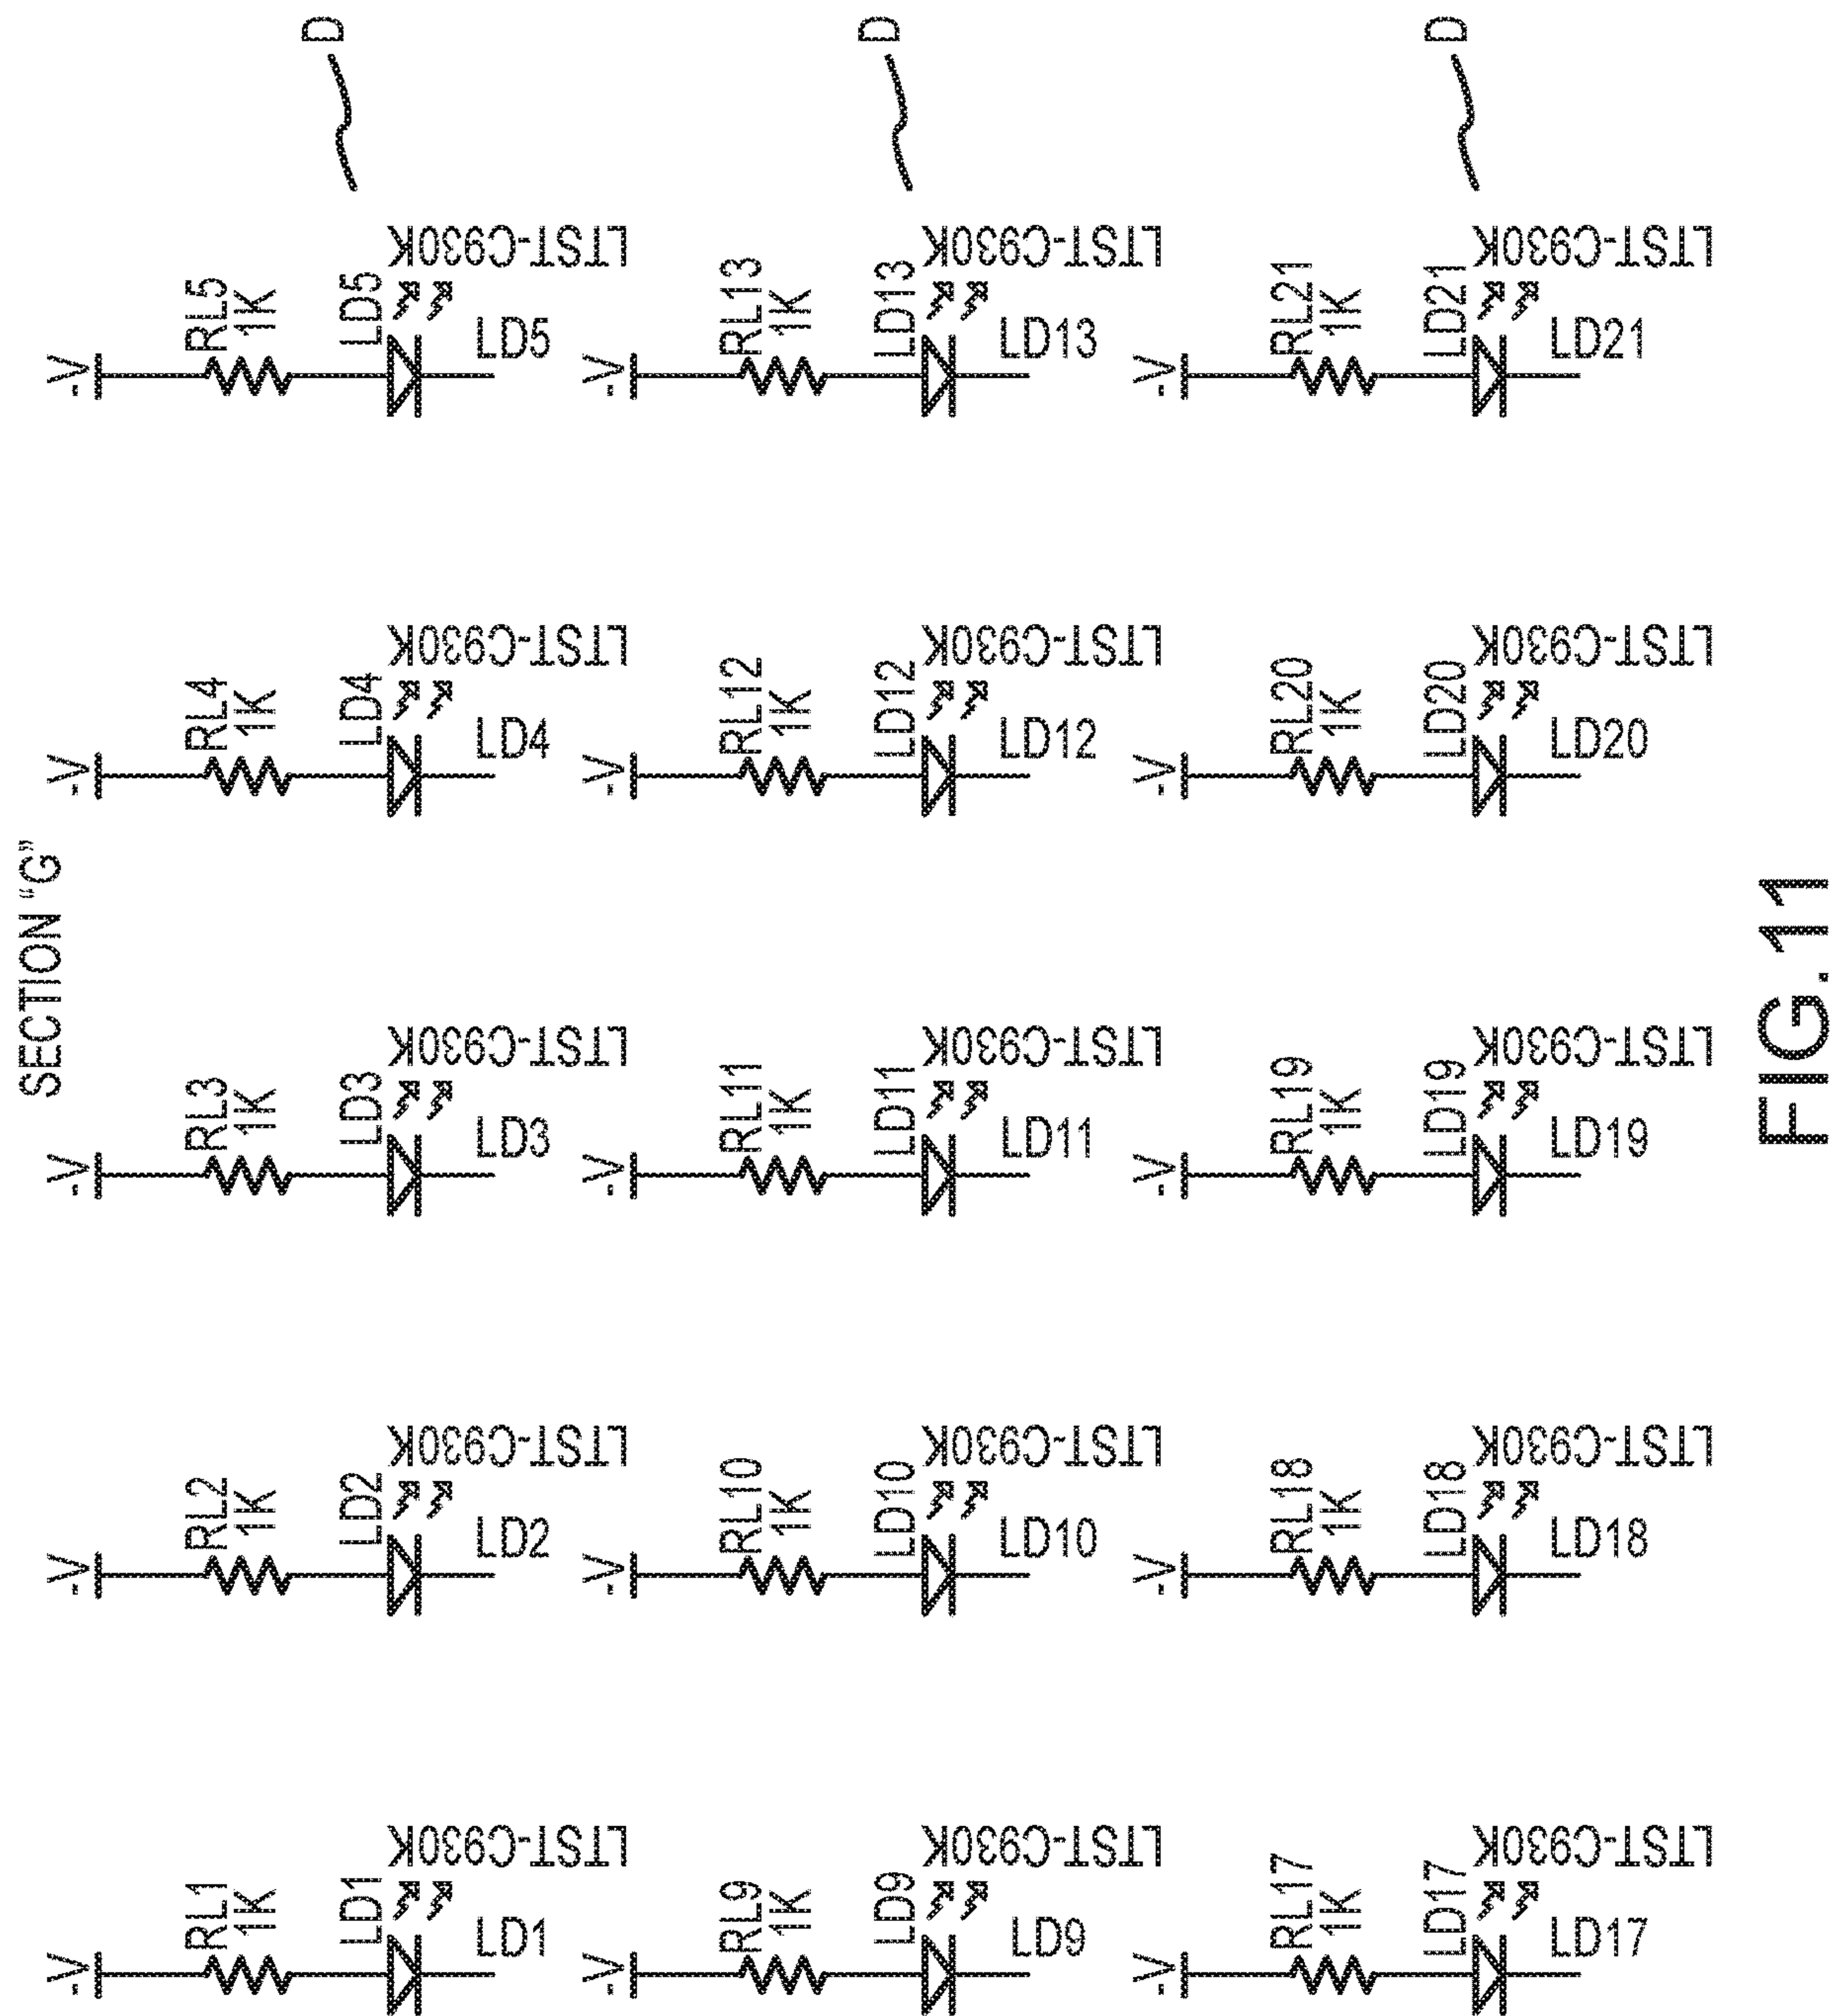 SECTION "G"
-V -V -V -V -V
RL1 RL2 RL3 RL4 RL5
1K 1K 1K 1K 1K
LD1 LD2 LD3 LD4 LD5
LTST-C930K LTST-C930K LTST-C930K LTST-C930K LTST-C930K
LD1 LD2 LD3 LD4 LD5
D
-V -V -V -V -V
RL9 RL10 RL11 RL12 RL13
1K 1K 1K 1K 1K
LD9 LD10 LD11 LD12 LD13
LTST-C930K LTST-C930K LTST-C930K LTST-C930K LTST-C930K
LD9 LD10 LD11 LD12 LD13
D
-V -V -V -V -V
RL17 RL18 RL19 RL20 RL21
1K 1K 1K 1K 1K
LD17 LD18 LD19 LD20 LD21
LTST-C930K LTST-C930K LTST-C930K LTST-C930K LTST-C930K
LD17 LD18 LD19 LD20 LD21
D
FIG.11